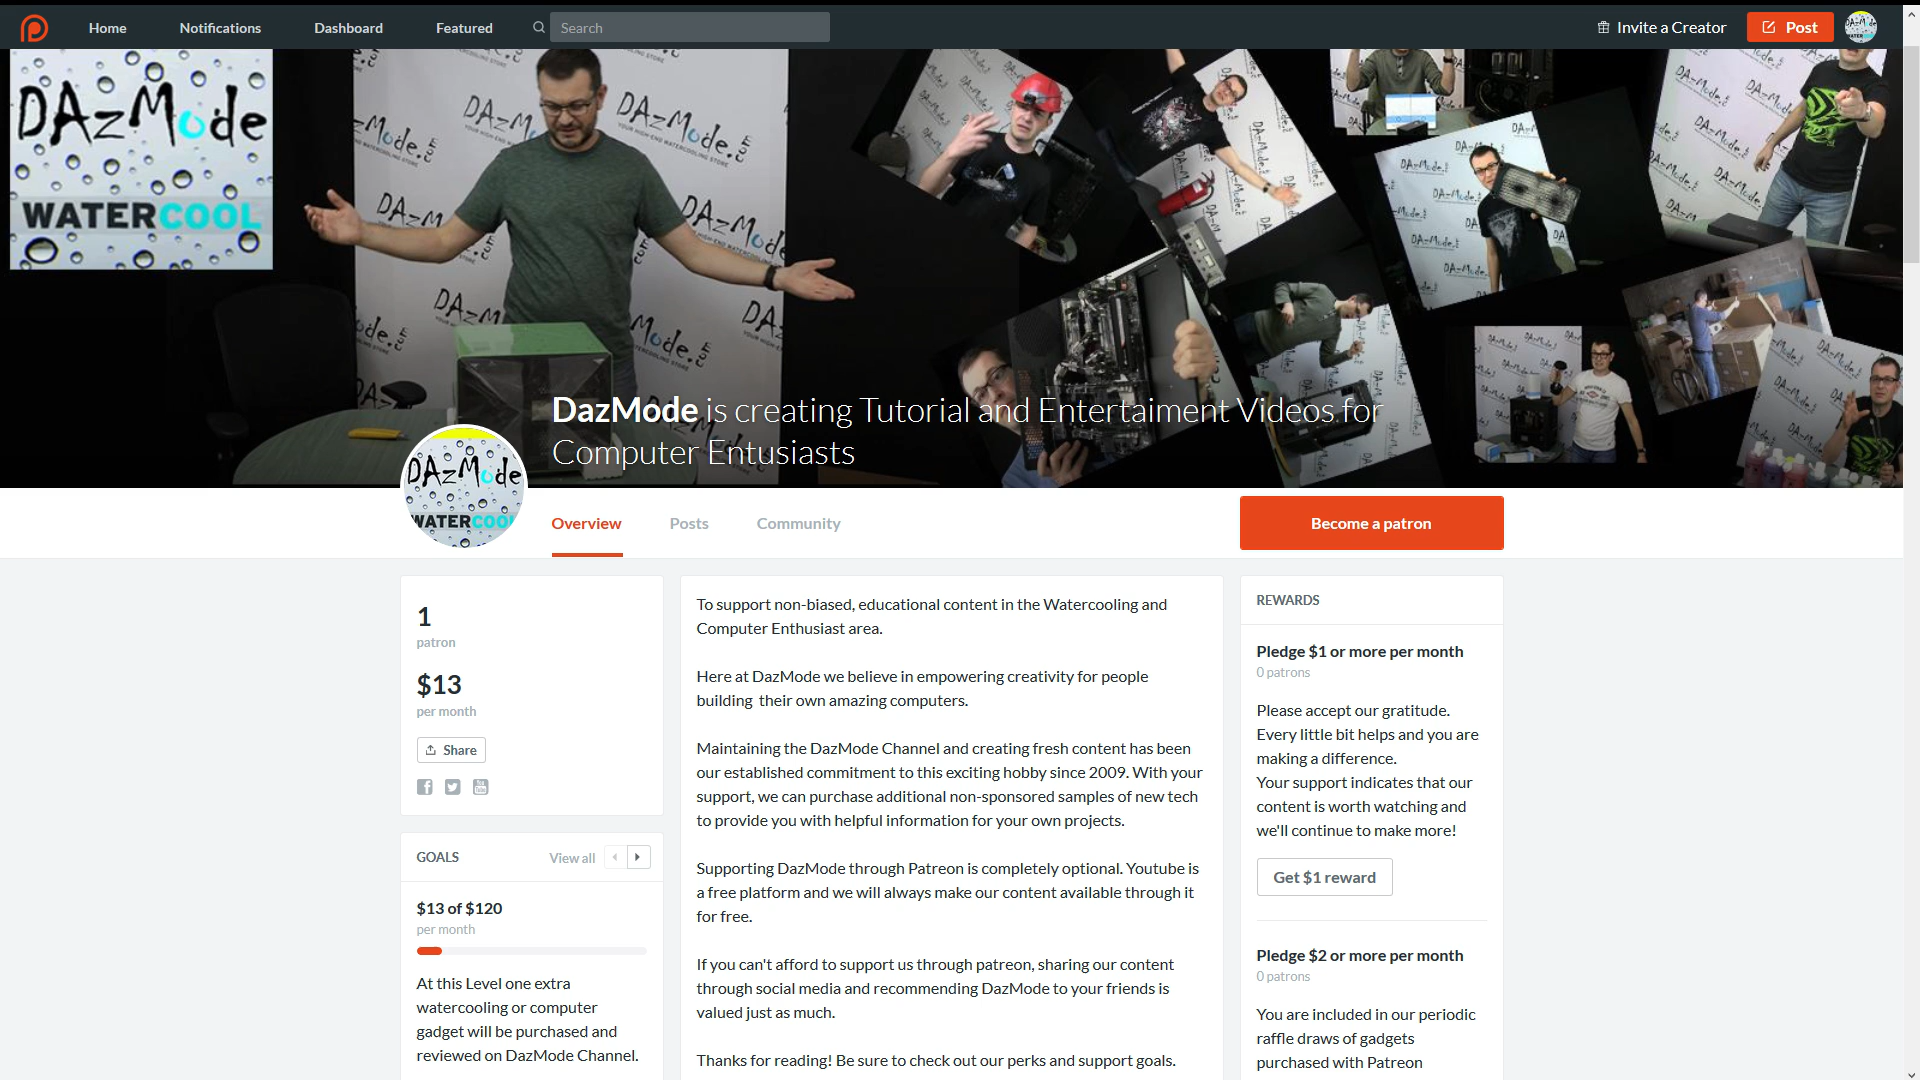 Home
Notifications
Dashboard
Featured
Search
Invite a Creator
Post
DAzMode
WATERCOOL
DazMode is creating Tutorial and Entertaiment Videos for
Computer Entusiasts
DAzMode
WATERCOOL
Overview
Posts
Community
Become a patron
1
patron
$13
per month
Share
GOALS
View all
$13 of $120
per month
At this Level one extra
watercooling or computer
gadget will be purchased and
reviewed on DazMode Channel.
To support non-biased, educational content in the Watercooling and
Computer Enthusiast area.
Here at DazMode we believe in empowering creativity for people
building  their own amazing computers.
Maintaining the DazMode Channel and creating fresh content has been
our established commitment to this exciting hobby since 2009. With your
support, we can purchase additional non-sponsored samples of new tech
to provide you with helpful information for your own projects.
Supporting DazMode through Patreon is completely optional. Youtube is
a free platform and we will always make our content available through it
for free.
If you can't afford to support us through patreon, sharing our content
through social media and recommending DazMode to your friends is
valued just as much.
Thanks for reading! Be sure to check out our perks and support goals.
REWARDS
Pledge $1 or more per month
0 patrons
Please accept our gratitude.
Every little bit helps and you are
making a difference.
Your support indicates that our
content is worth watching and
we'll continue to make more!
Get $1 reward
Pledge $2 or more per month
0 patrons
You are included in our periodic
raffle draws of gadgets
purchased with Patreon